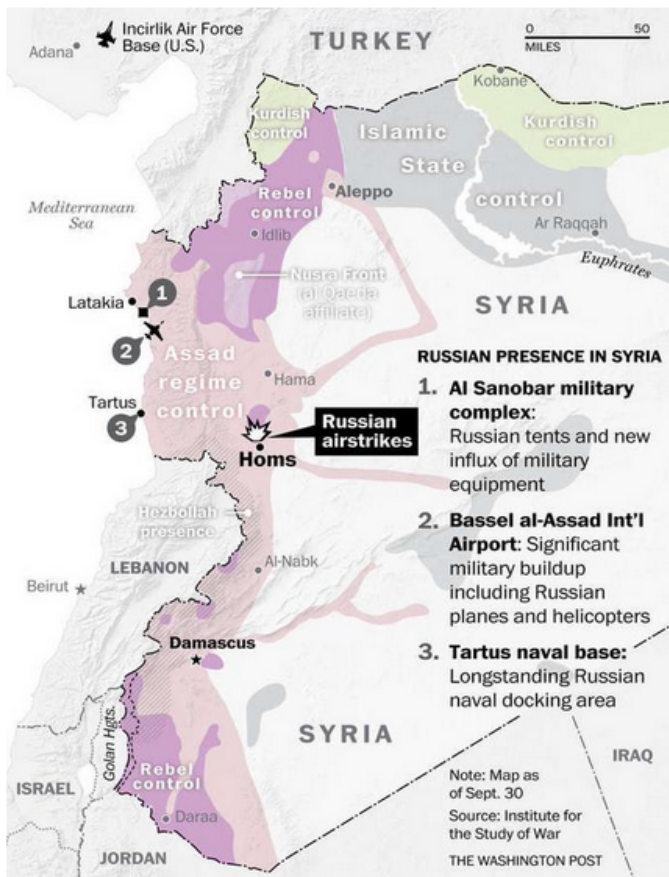 Incirlik Air Force
Base (U.S.)
Adana
TURKEY
0
50
MILES
Kobane
Kurdish
control
Islamic
State
control
Kurdish
control
Rebel
control
Aleppo
Mediterranean
Sea
Idlib
Ar Raqqah
Euphrates
Nusra Front
(al Qaeda
affiliate)
Latakia
1
2
SYRIA
Assad
regime
control
Hama
Tartus
3
Russian
airstrikes
Homs
RUSSIAN PRESENCE IN SYRIA
1. Al Sanobar military
complex:
Russian tents and new
influx of military
equipment
2. Bassel al-Assad Int'l
Airport: Significant
military buildup
including Russian
planes and helicopters
3. Tartus naval base:
Longstanding Russian
naval docking area
Hezbollah
presence
LEBANON
Al-Nabk
Beirut
Damascus
SYRIA
Golan Hgts.
IRAQ
ISRAEL
Rebel
control
Daraa
JORDAN
Note: Map as
of Sept. 30
Source: Institute for
the Study of War
THE WASHINGTON POST